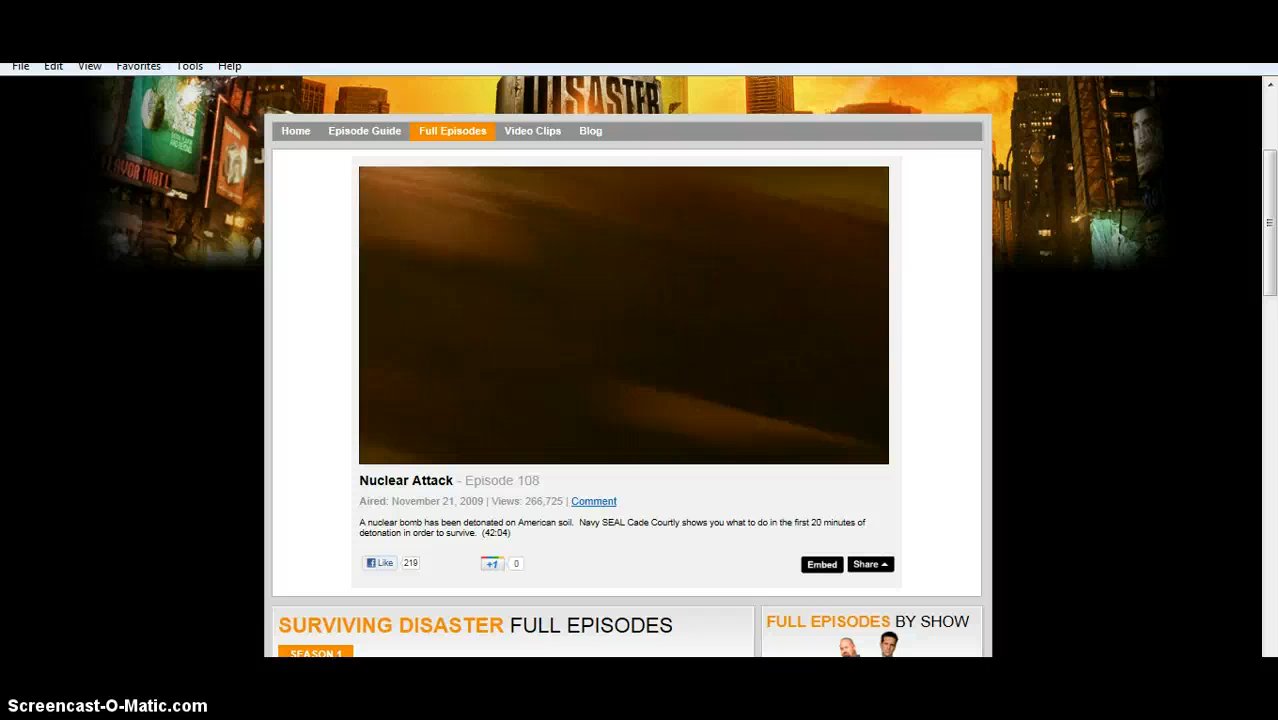 File Edit View Favorites Tools Help
DISASTER
FLAVOR THAT!
Home Episode Guide Full Episodes Video Clips Blog
Nuclear Attack - Episode 108
Aired: November 21, 2009 | Views: 266,725 | Comment
A nuclear bomb has been detonated on American soil. Navy SEAL Cade Courtly shows you what to do in the first 20 minutes of
detonation in order to survive. (42:04)
Like 219 +1 0 Embed Share
SURVIVING DISASTER FULL EPISODES
FULL EPISODES BY SHOW
SEASON 1
Screencast-O-Matic.com